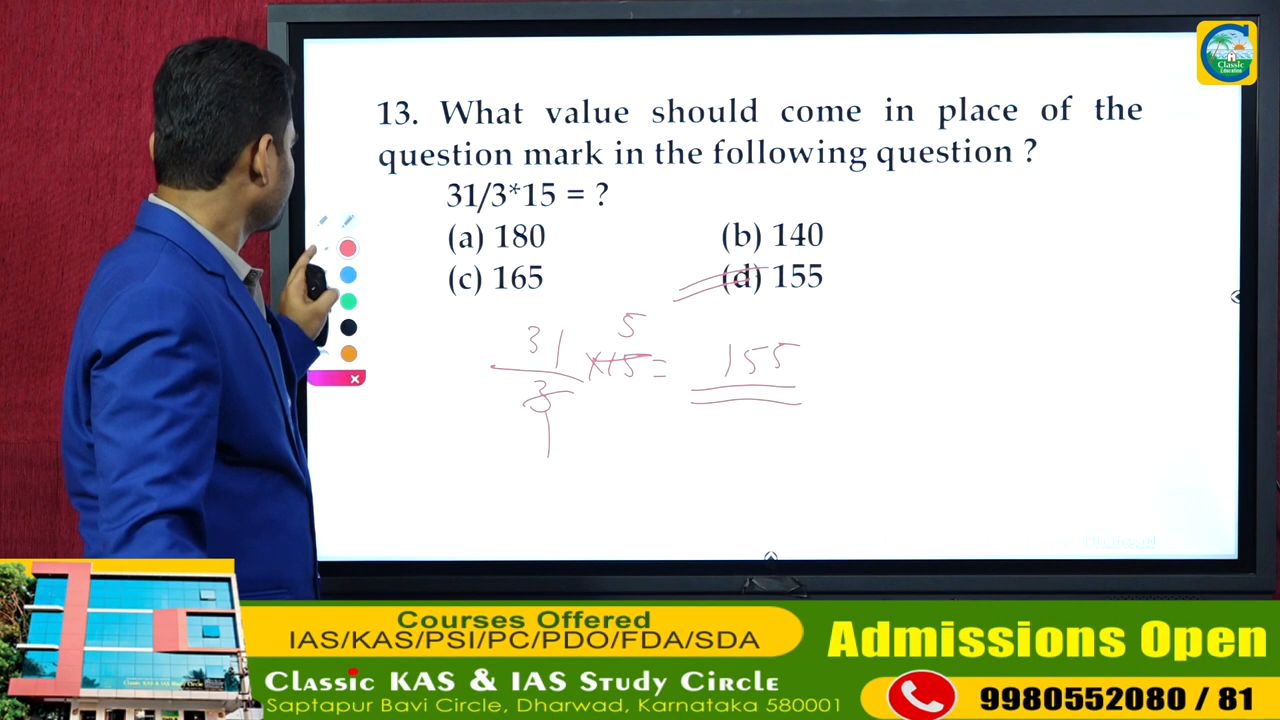 Classic
Education
13. What value should come in place of the
question mark in the following question ?
31/3*15 = ?
(a) 180 (b) 140
(c) 165 (d) 155
5
31
×15 = 155
3
1
Courses Offered
IAS/KAS/PSI/PC/PDO/FDA/SDA
Classic KAS & IAS Study Circle
Saptapur Bavi Circle, Dharwad, Karnataka 580001
Admissions Open
9980552080 / 81